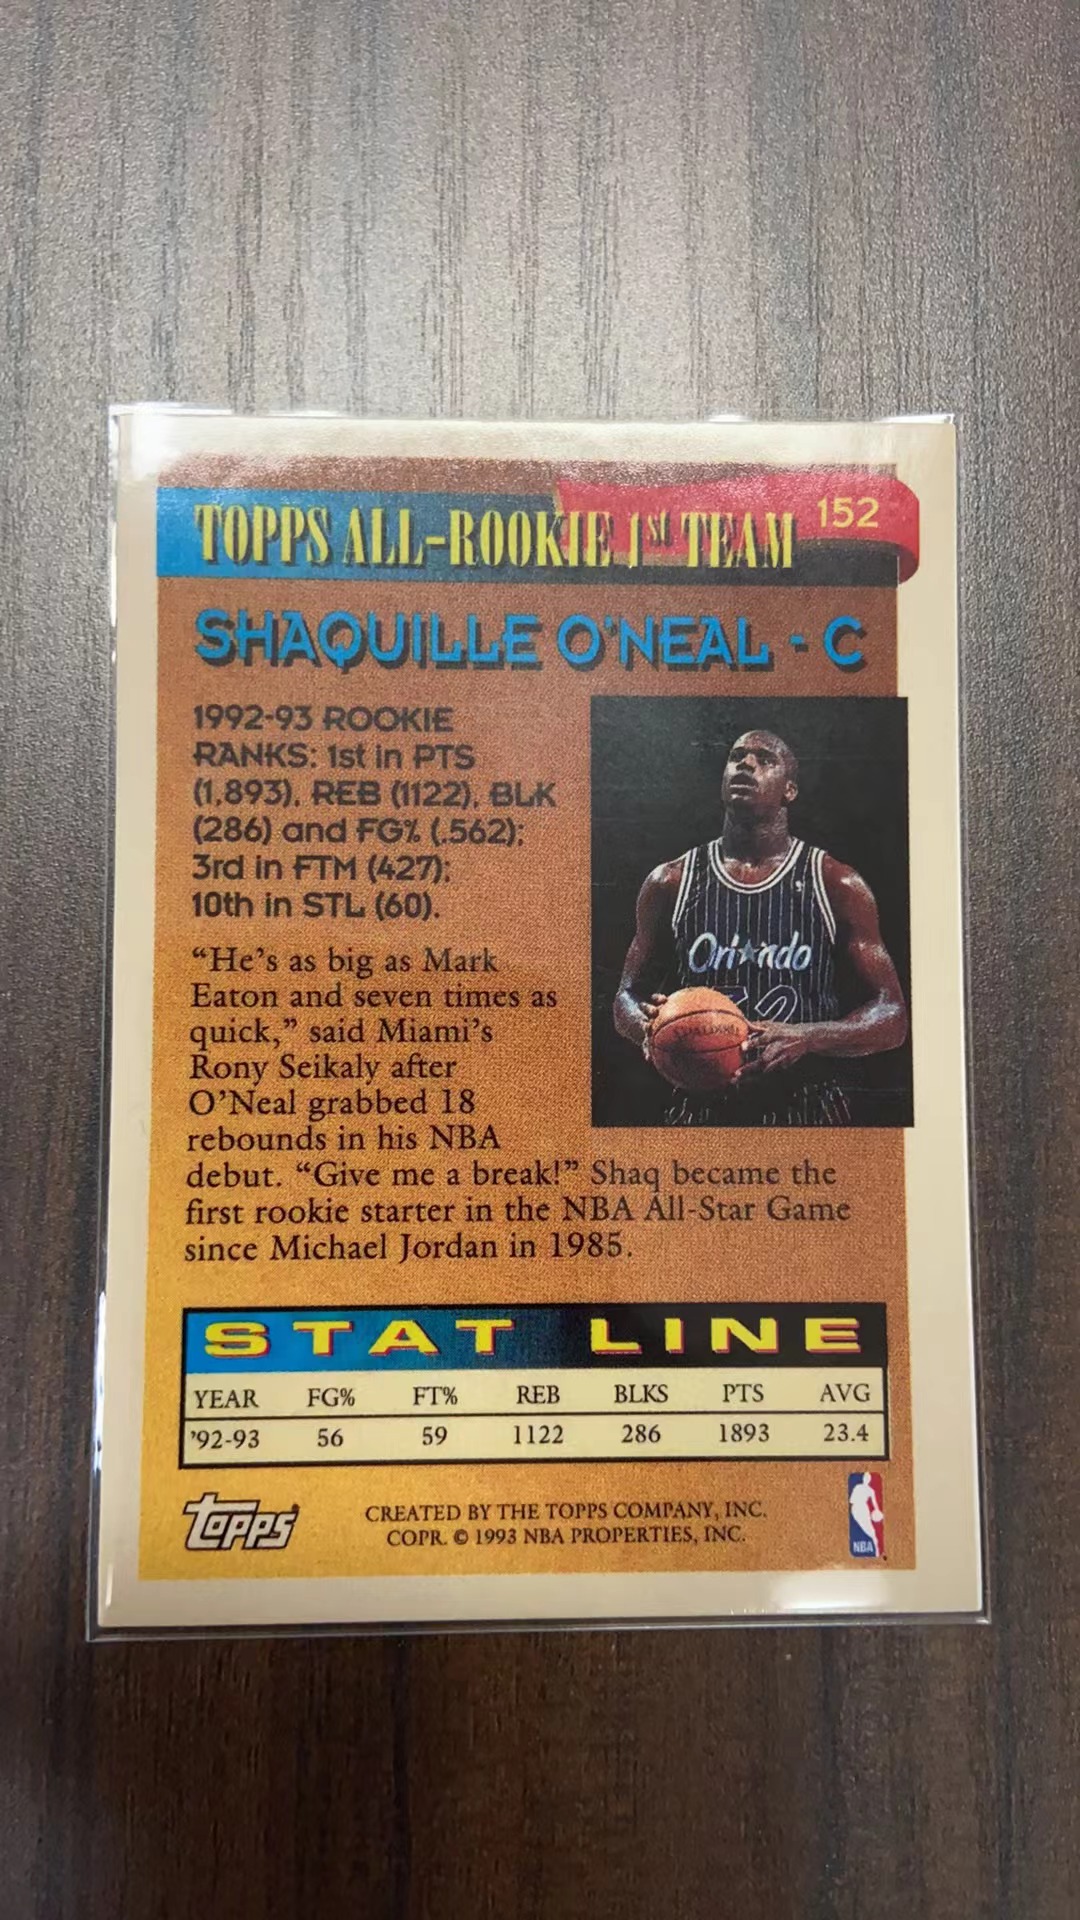 TOPPS ALL-ROOKIE 1st TEAM 152
SHAQUILLE O'NEAL - C
1992-93 ROOKIE
RANKS: 1st in PTS
(1,893), REB (1122), BLK
(286) and FG% (.562);
3rd in FTM (427);
10th in STL (60).
“He's as big as Mark
Eaton and seven times as
quick,” said Miami's
Rony Seikaly after
O'Neal grabbed 18
rebounds in his NBA
debut. “Give me a break!” Shaq became the
first rookie starter in the NBA All-Star Game
since Michael Jordan in 1985.
Orlando
32
SPALDING
STAT LINE
YEAR FG% FT% REB BLKS PTS AVG
'92-93 56 59 1122 286 1893 23.4
Topps
CREATED BY THE TOPPS COMPANY, INC.
COPR. © 1993 NBA PROPERTIES, INC.
NBA